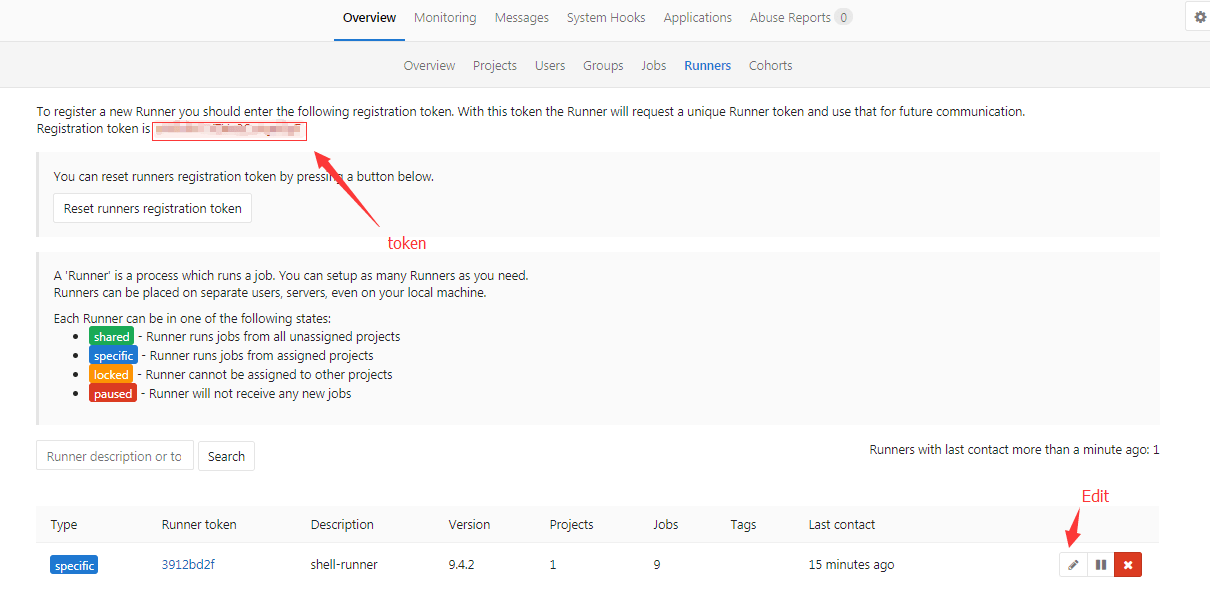 Overview Monitoring Messages System Hooks Applications Abuse Reports 0
Overview Projects Users Groups Jobs Runners Cohorts
To register a new Runner you should enter the following registration token. With this token the Runner will request a unique Runner token and use that for future communication.
Registration token is
You can reset runners registration token by pressing a button below.
Reset runners registration token
token
A 'Runner' is a process which runs a job. You can setup as many Runners as you need.
Runners can be placed on separate users, servers, even on your local machine.
Each Runner can be in one of the following states:
shared - Runner runs jobs from all unassigned projects
specific - Runner runs jobs from assigned projects
locked - Runner cannot be assigned to other projects
paused - Runner will not receive any new jobs
Runner description or to Search Runners with last contact more than a minute ago: 1
Edit
Type Runner token Description Version Projects Jobs Tags Last contact
specific 3912bd2f shell-runner 9.4.2 1 9 15 minutes ago